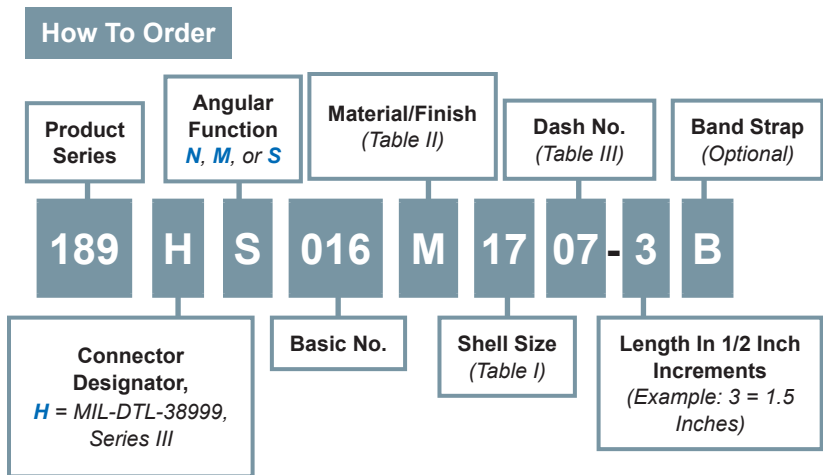 How To Order
Product
Series
Angular
Function
N, M, or S
Material/Finish
(Table II)
Dash No.
(Table III)
Band Strap
(Optional)
189 H S 016 M 17 07 - 3 B
Connector
Designator,
H = MIL-DTL-38999,
Series III
Basic No.
Shell Size
(Table I)
Length In 1/2 Inch
Increments
(Example: 3 = 1.5
Inches)